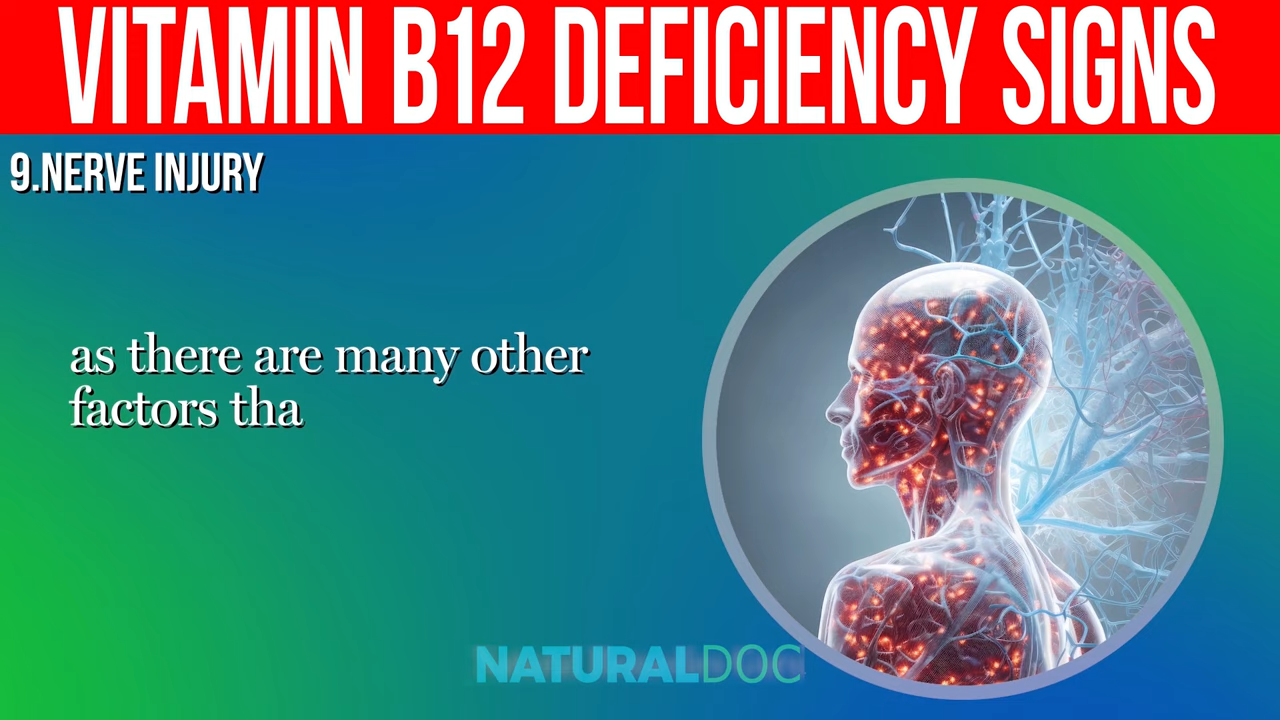 VITAMIN B12 DEFICIENCY SIGNS
9.NERVE INJURY
as there are many other
factors tha
NATURALDOC